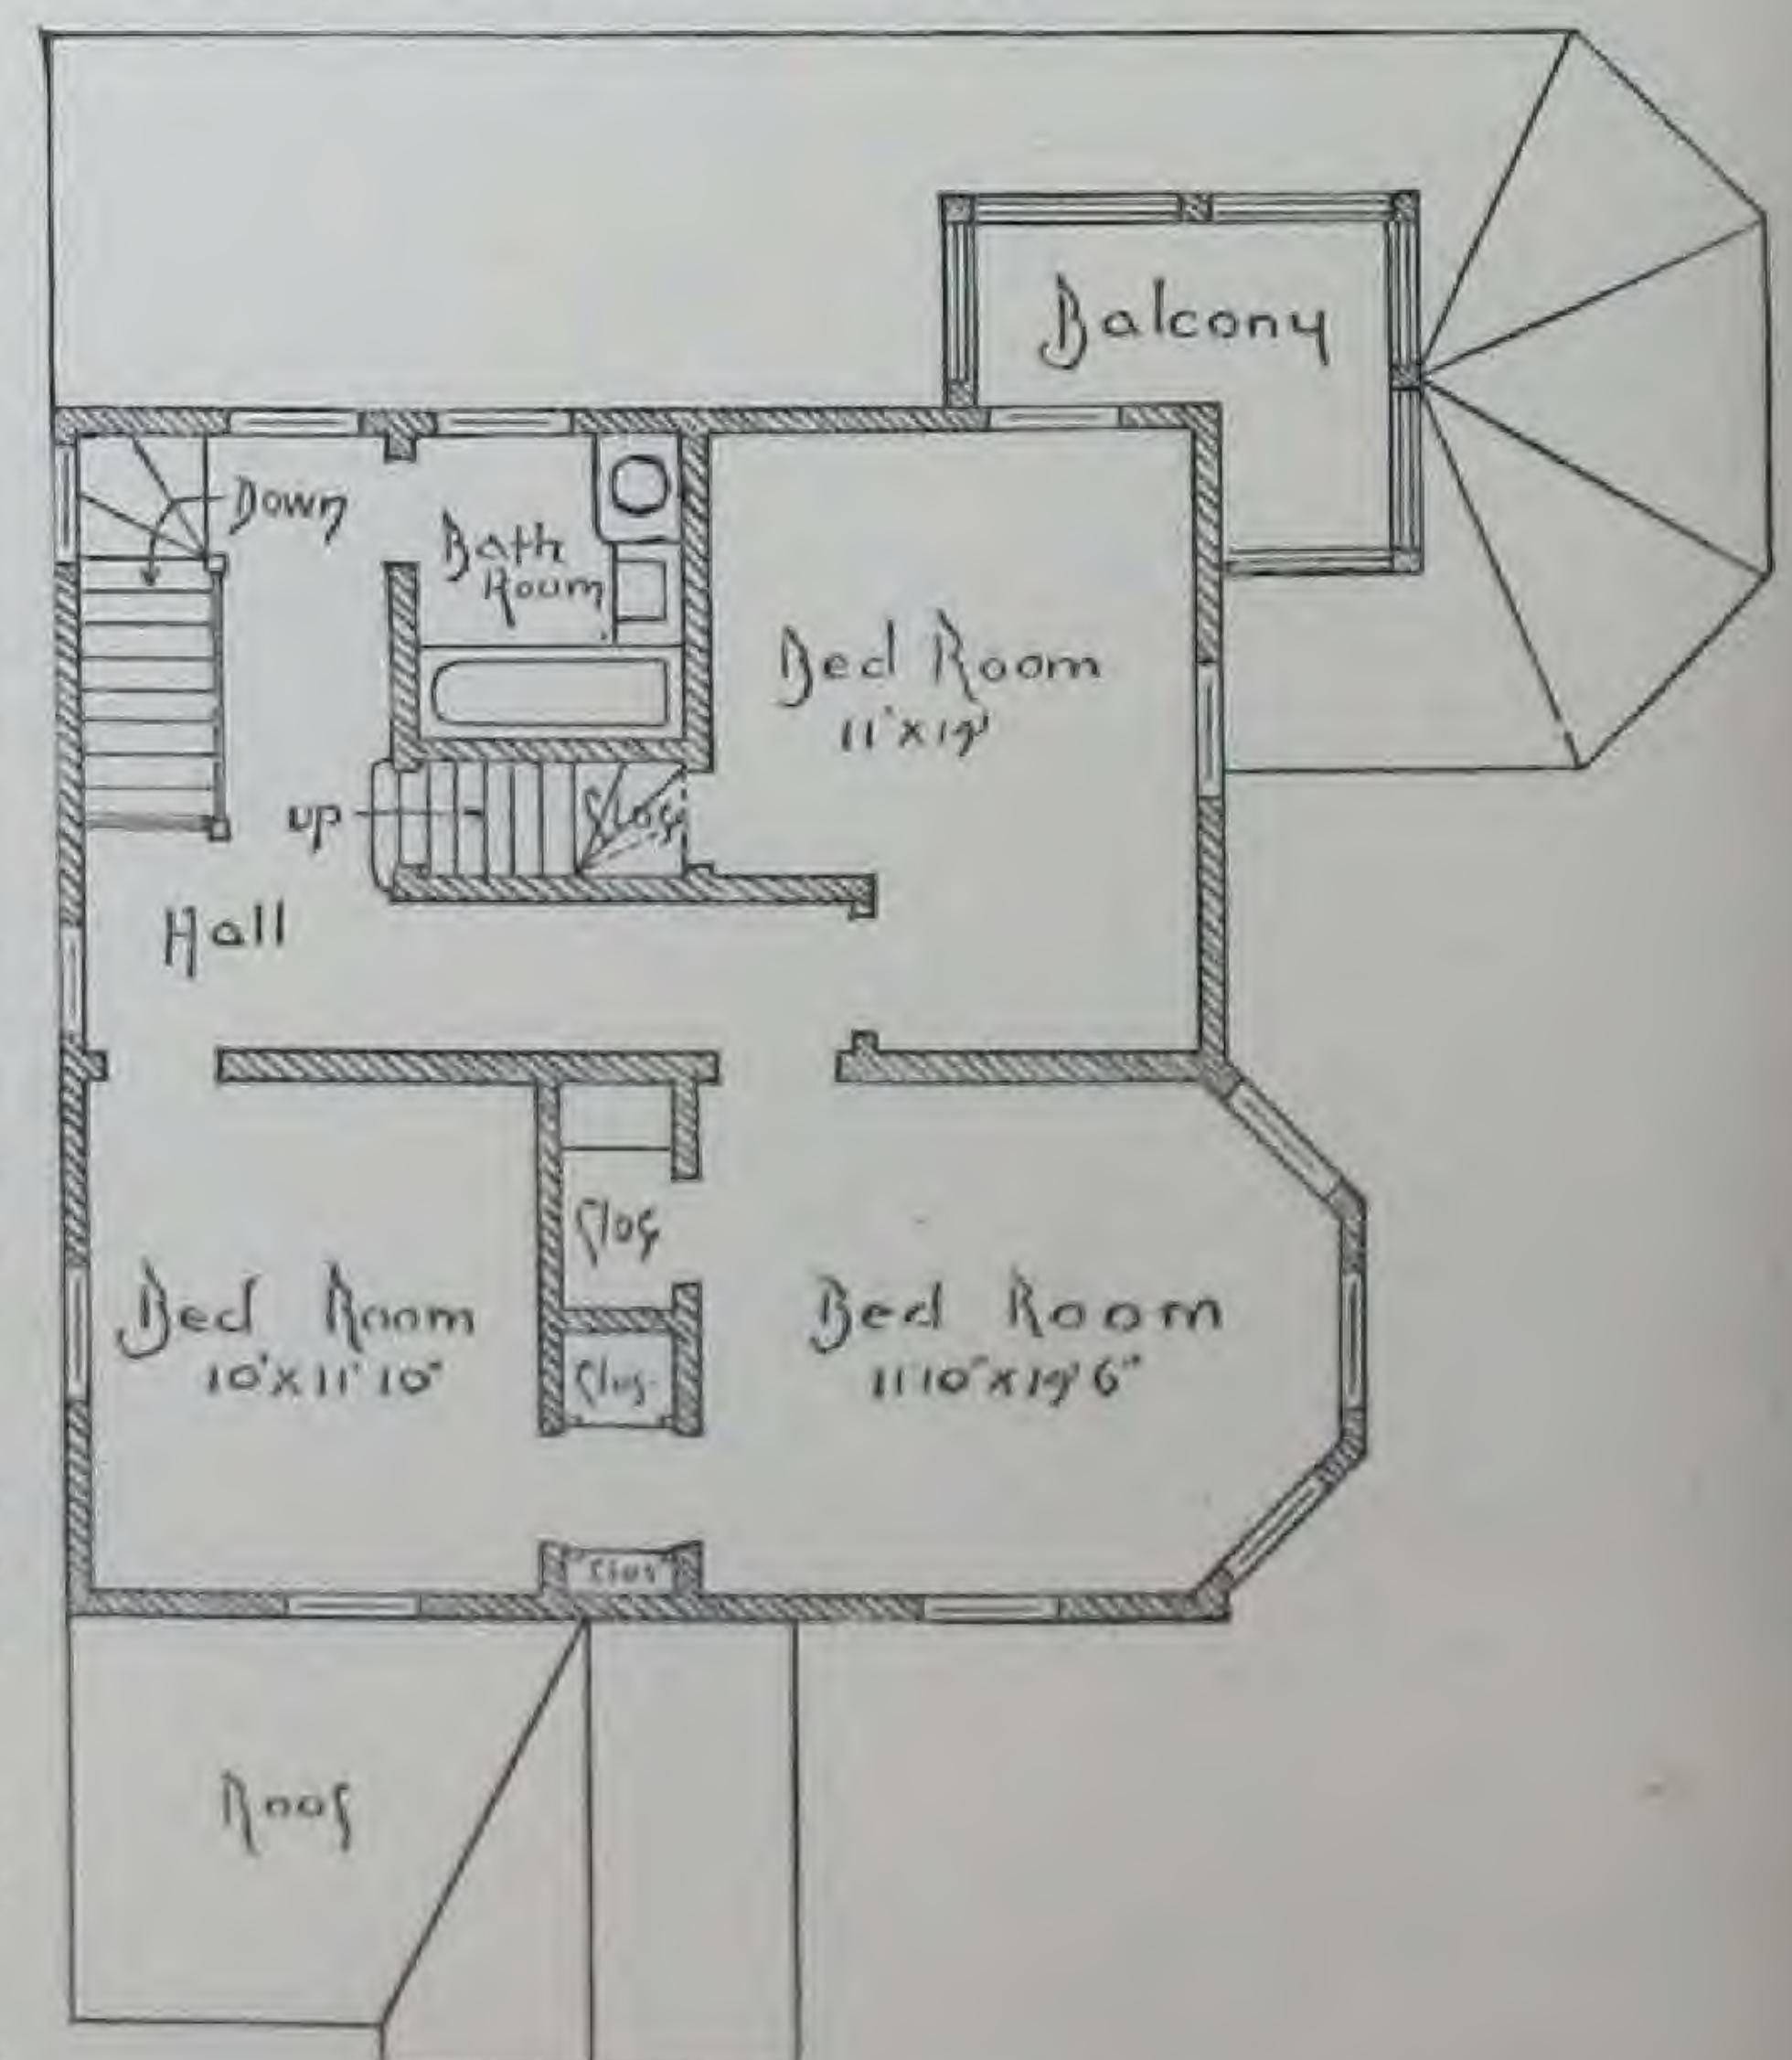 Balcony
Down
Bath
Room
Bed Room
11'X14'
up
Clos
Hall
Clos
Bed Room
10'X11'10"
Clos
Bed Room
11'10"X14'6"
Clos
Roof